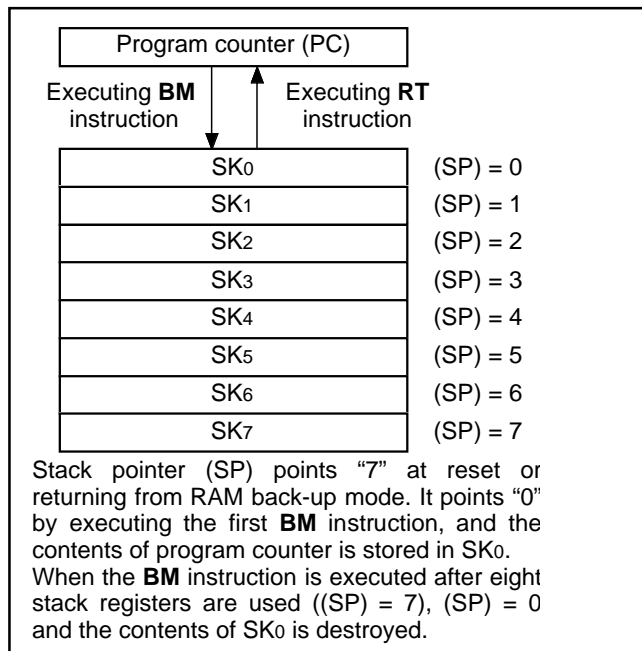 Program counter (PC)
Executing BM
instruction
Executing RT
instruction
SK0 (SP) = 0
SK1 (SP) = 1
SK2 (SP) = 2
SK3 (SP) = 3
SK4 (SP) = 4
SK5 (SP) = 5
SK6 (SP) = 6
SK7 (SP) = 7
Stack pointer (SP) points “7” at reset or
returning from RAM back-up mode. It points “0”
by executing the first BM instruction, and the
contents of program counter is stored in SK0.
When the BM instruction is executed after eight
stack registers are used ((SP) = 7), (SP) = 0
and the contents of SK0 is destroyed.